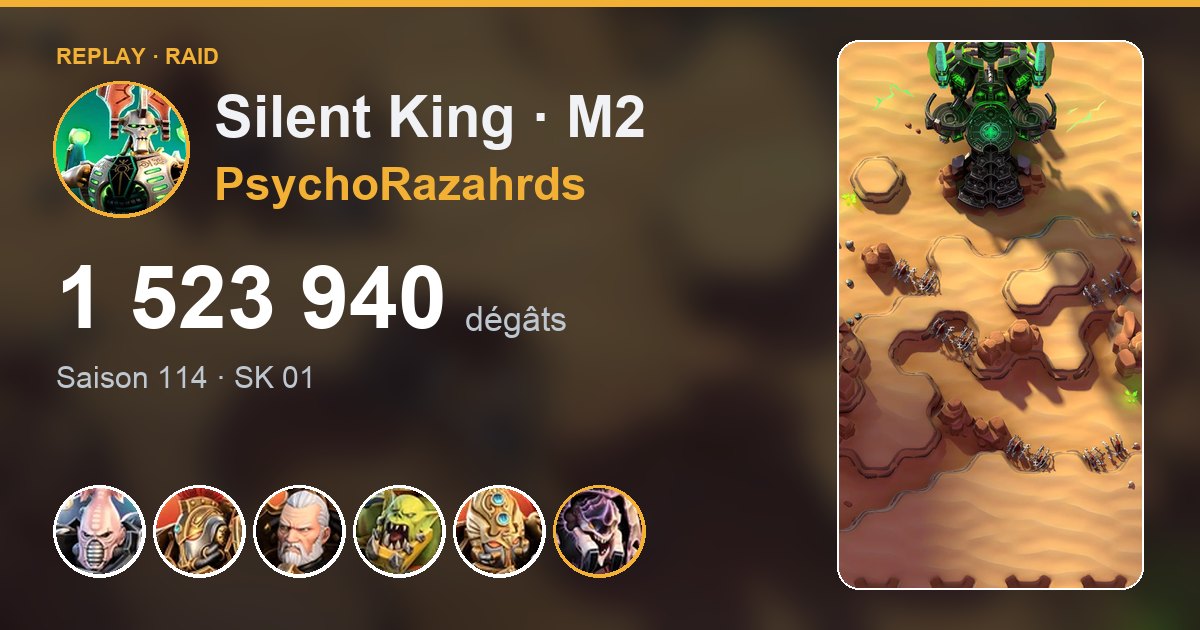 REPLAY · RAID
Silent King · M2
PsychoRazahrds
1 523 940 dégâts
Saison 114 · SK 01